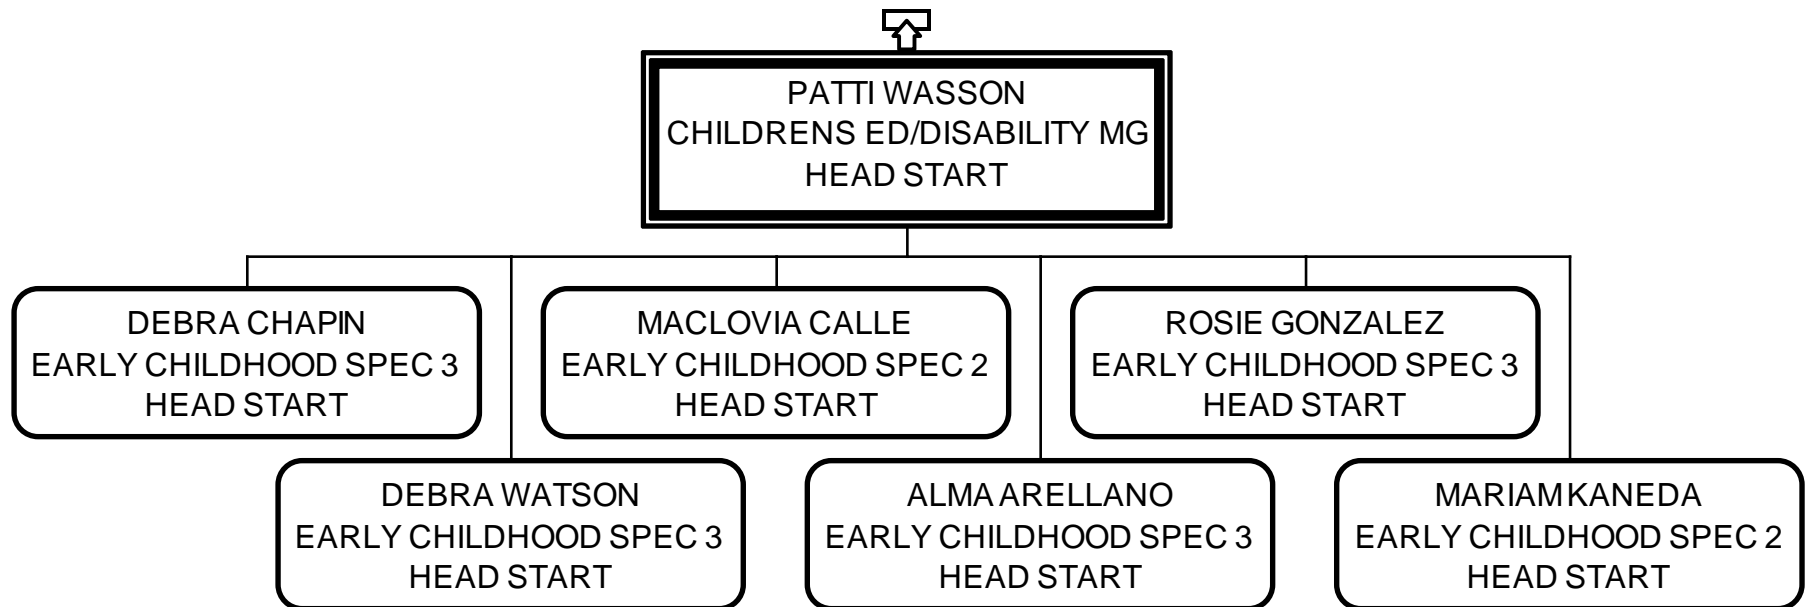 PATTI WASSON
CHILDRENS ED/DISABILITY MG
HEAD START
DEBRA CHAPIN
EARLY CHILDHOOD SPEC 3
HEAD START
MACLOVIA CALLE
EARLY CHILDHOOD SPEC 2
HEAD START
ROSIE GONZALEZ
EARLY CHILDHOOD SPEC 3
HEAD START
DEBRA WATSON
EARLY CHILDHOOD SPEC 3
HEAD START
ALMA ARELLANO
EARLY CHILDHOOD SPEC 3
HEAD START
MARIAM KANEDA
EARLY CHILDHOOD SPEC 2
HEAD START